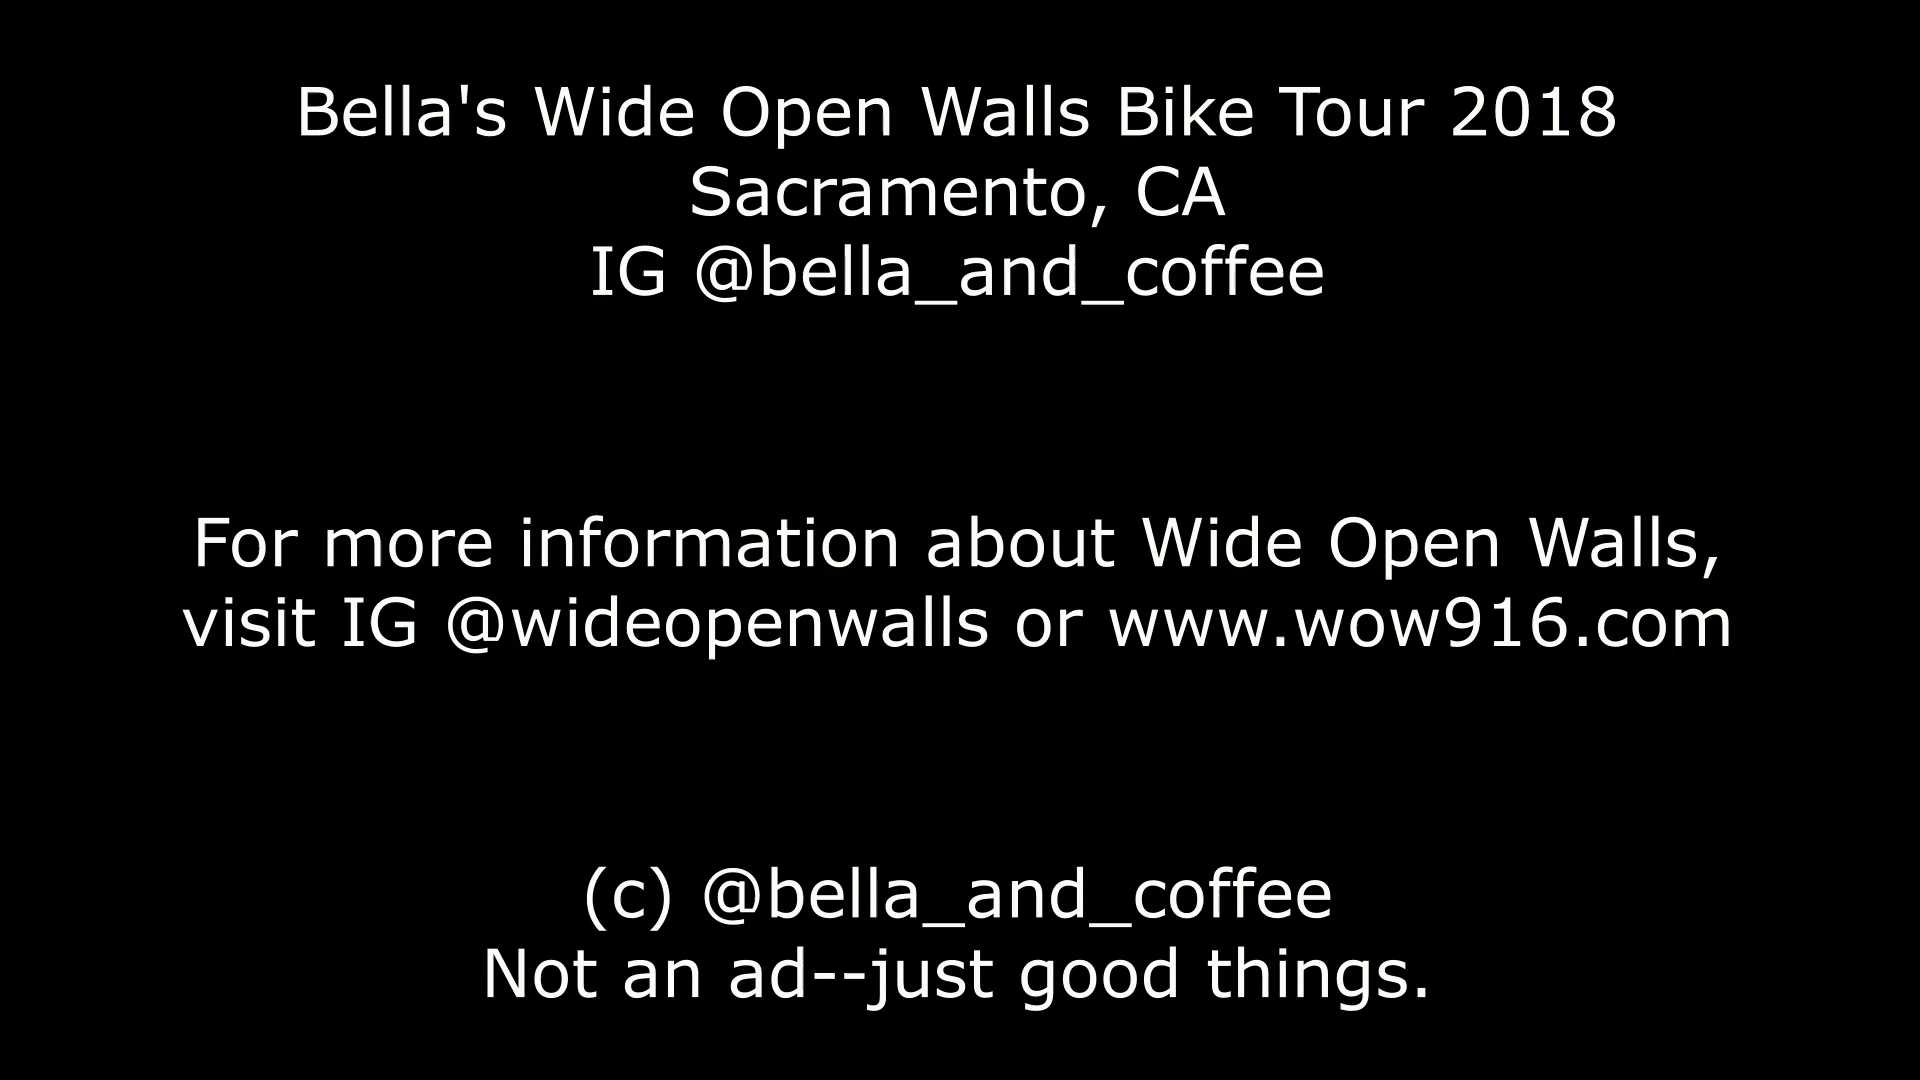 Bella's Wide Open Walls Bike Tour 2018
Sacramento, CA
IG @bella_and_coffee
For more information about Wide Open Walls,
visit IG @wideopenwalls or www.wow916.com
(c) @bella_and_coffee
Not an ad--just good things.